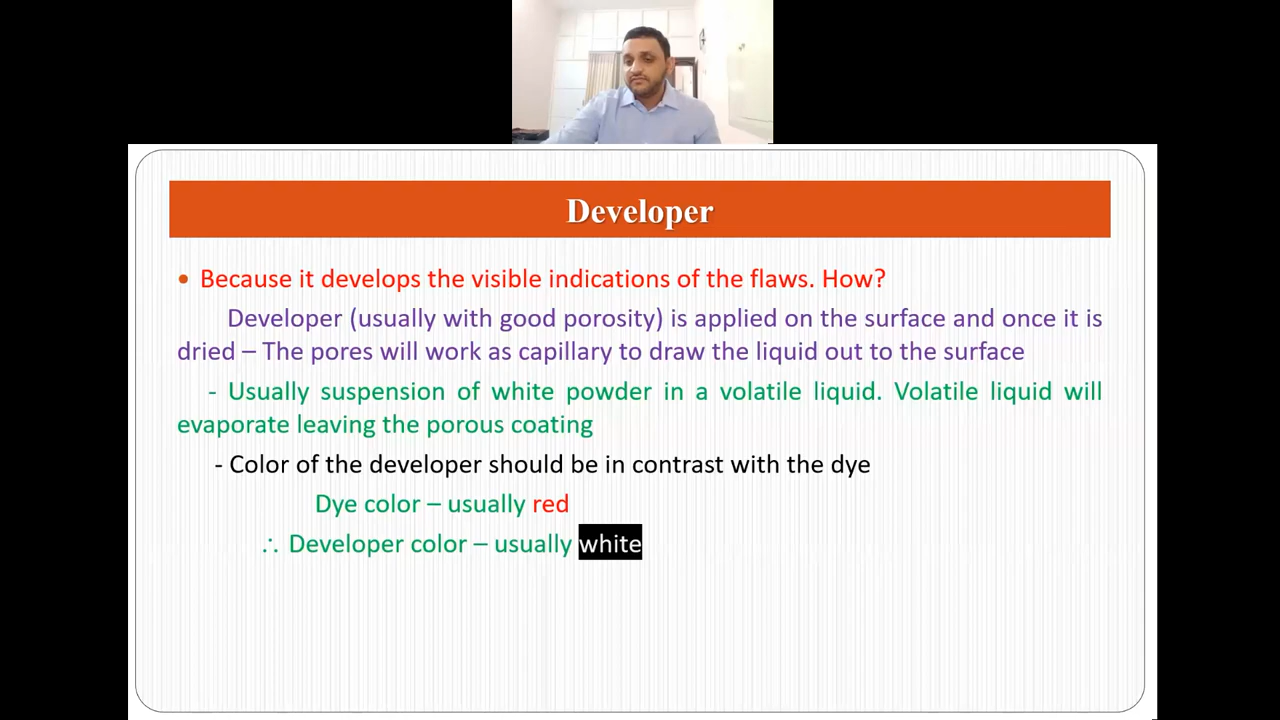 Developer
• Because it develops the visible indications of the flaws. How?
Developer (usually with good porosity) is applied on the surface and once it is
dried – The pores will work as capillary to draw the liquid out to the surface
- Usually suspension of white powder in a volatile liquid. Volatile liquid will
evaporate leaving the porous coating
- Color of the developer should be in contrast with the dye
Dye color – usually red
∴ Developer color – usually white